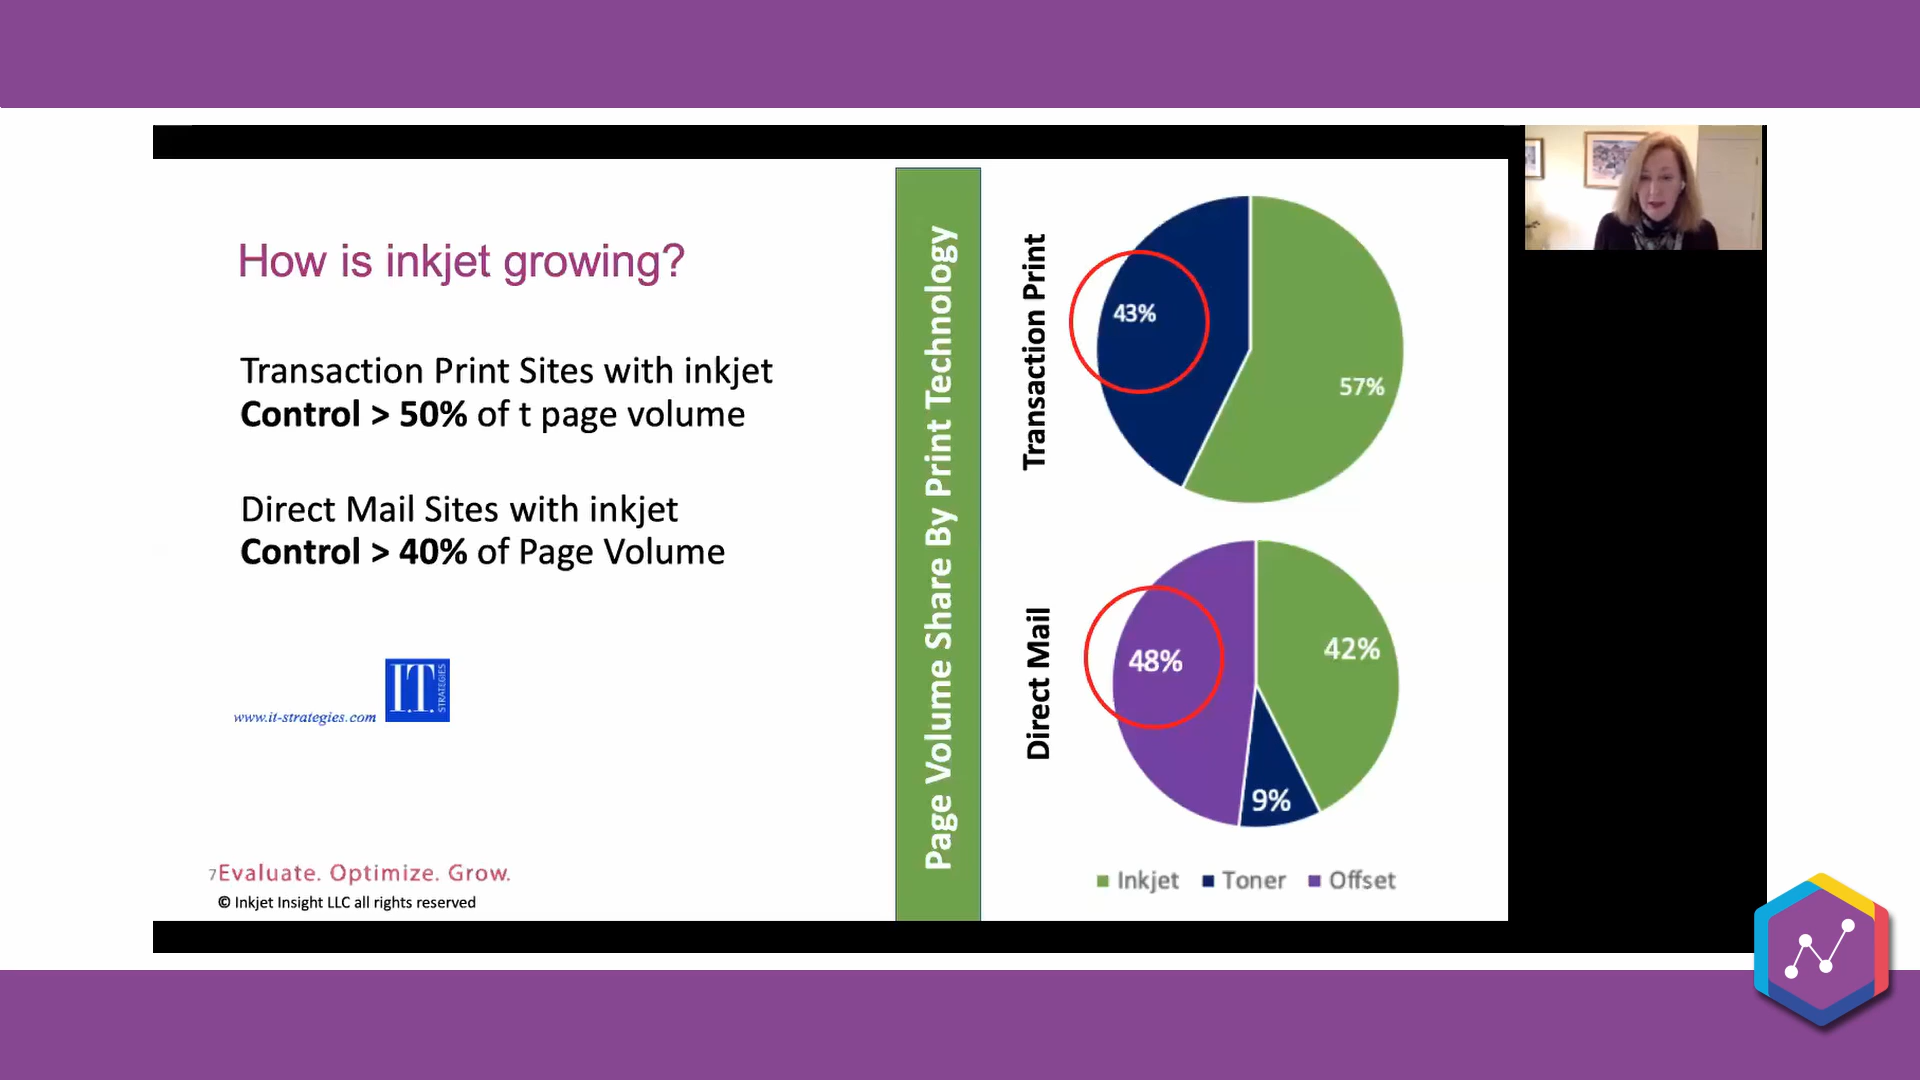 How is inkjet growing?
Transaction Print Sites with inkjet
Control > 50% of t page volume
Direct Mail Sites with inkjet
Control > 40% of Page Volume
www.it-strategies.com
I.T.
STRATEGIES
7Evaluate. Optimize. Grow.
© Inkjet Insight LLC all rights reserved
Page Volume Share By Print Technology
Transaction Print
43%
57%
Direct Mail
48%
42%
9%
Inkjet Toner Offset